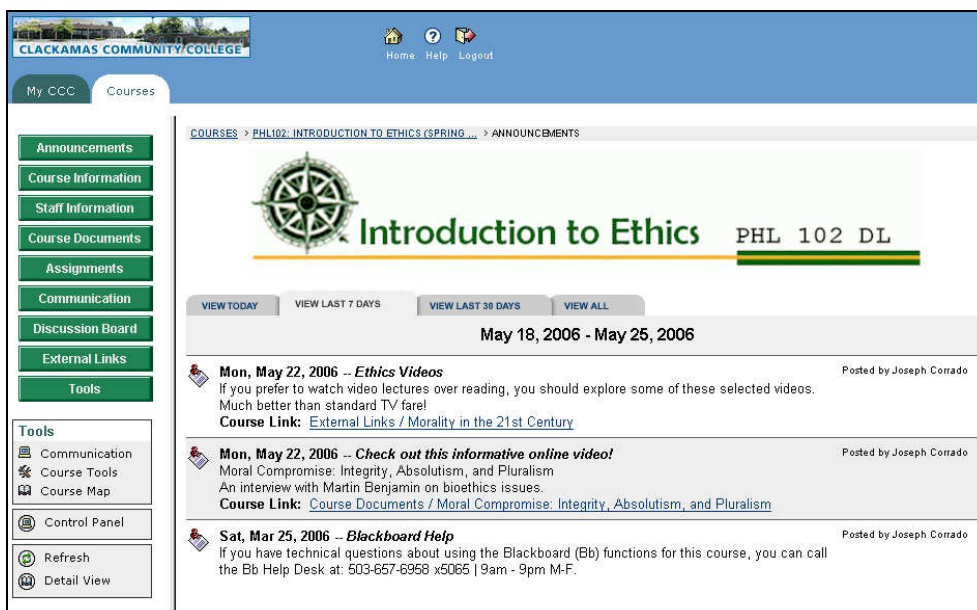 CLACKAMAS COMMUNITY COLLEGE
Home Help Logout
My CCC Courses
Announcements
Course Information
Staff Information
Course Documents
Assignments
Communication
Discussion Board
External Links
Tools
Tools
Communication
Course Tools
Course Map
Control Panel
Refresh
Detail View
COURSES > PHL102: INTRODUCTION TO ETHICS (SPRING ... > ANNOUNCEMENTS
Introduction to Ethics PHL 102 DL
VIEW TODAY VIEW LAST 7 DAYS VIEW LAST 30 DAYS VIEW ALL
May 18, 2006 - May 25, 2006
Mon, May 22, 2006 -- Ethics Videos Posted by Joseph Corrado
If you prefer to watch video lectures over reading, you should explore some of these selected videos.
Much better than standard TV fare!
Course Link: External Links / Morality in the 21st Century
Mon, May 22, 2006 -- Check out this informative online video! Posted by Joseph Corrado
Moral Compromise: Integrity, Absolutism, and Pluralism
An interview with Martin Benjamin on bioethics issues.
Course Link: Course Documents / Moral Compromise: Integrity, Absolutism, and Pluralism
Sat, Mar 25, 2006 -- Blackboard Help Posted by Joseph Corrado
If you have technical questions about using the Blackboard (Bb) functions for this course, you can call
the Bb Help Desk at: 503-657-6958 x5065 | 9am - 9pm M-F.